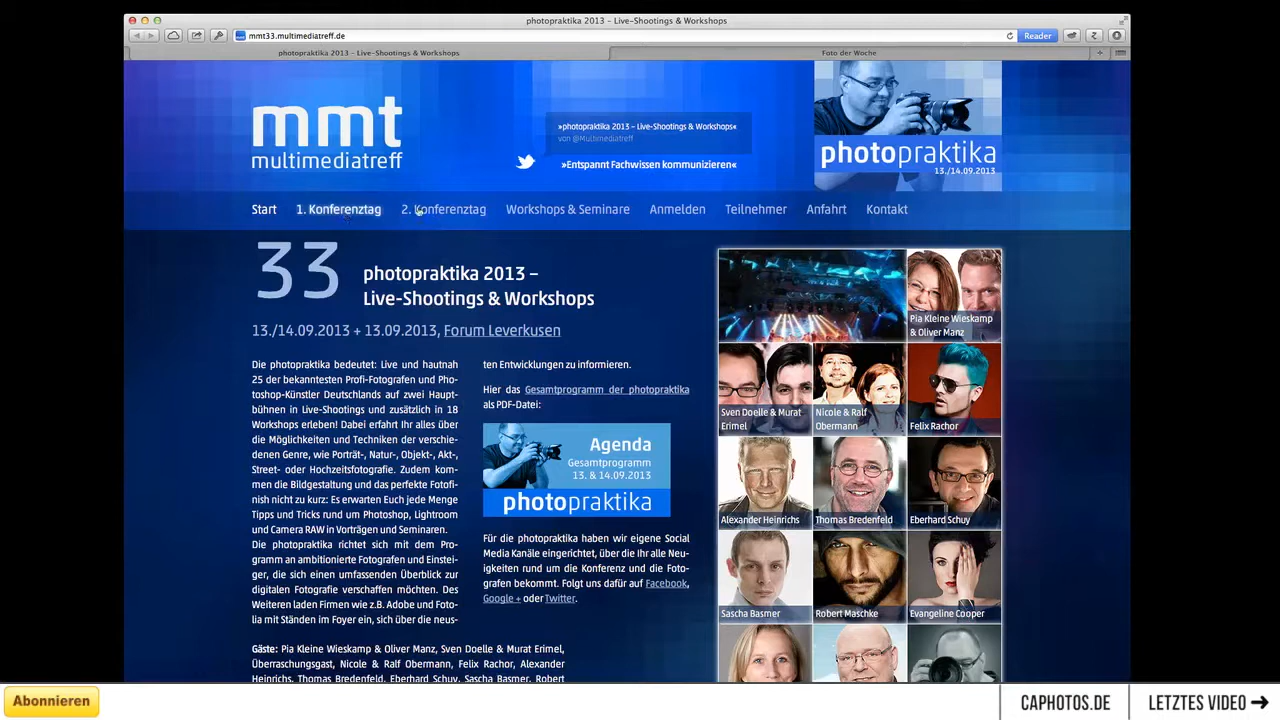 photopraktika 2013 – Live-Shootings & Workshops
mmt33.multimediatreff.de
Reader
photopraktika 2013 – Live-Shootings & Workshops
Foto der Woche
mmt
multimediatreff
»photopraktika 2013 – Live-Shootings & Workshops«
von @Multimediatreff
»Entspannt Fachwissen kommunizieren«
photopraktika
13./14.09.2013
Start
1. Konferenztag
2. Konferenztag
Workshops & Seminare
Anmelden
Teilnehmer
Anfahrt
Kontakt
33
photopraktika 2013 –
Live-Shootings & Workshops
13./14.09.2013 + 13.09.2013, Forum Leverkusen
Die photopraktika bedeutet: Live und hautnah
25 der bekanntesten Profi-Fotografen und Pho-
toshop-Künstler Deutschlands auf zwei Haupt-
bühnen in Live-Shootings und zusätzlich in 18
Workshops erleben! Dabei erfahrt Ihr alles über
die Möglichkeiten und Techniken der verschie-
denen Genre, wie Porträt-, Natur-, Objekt-, Akt-,
Street- oder Hochzeitsfotografie. Zudem kom-
men die Bildgestaltung und das perfekte Fotofi-
nish nicht zu kurz: Es erwarten Euch jede Menge
Tipps und Tricks rund um Photoshop, Lightroom
und Camera RAW in Vorträgen und Seminaren.
Die photopraktika richtet sich mit dem Pro-
gramm an ambitionierte Fotografen und Einstei-
ger, die sich einen umfassenden Überblick zur
digitalen Fotografie verschaffen möchten. Des
Weiteren laden Firmen wie z.B. Adobe und Foto-
lia mit Ständen im Foyer ein, sich über die neus-
ten Entwicklungen zu informieren.
Hier das Gesamtprogramm der photopraktika
als PDF-Datei:
Agenda
Gesamtprogramm
13. & 14.09.2013
photopraktika
Für die photopraktika haben wir eigene Social
Media Kanäle eingerichtet, über die Ihr alle Neu-
igkeiten rund um die Konferenz und die Foto-
grafen bekommt. Folgt uns dafür auf Facebook,
Google + oder Twitter.
Gäste: Pia Kleine Wieskamp & Oliver Manz, Sven Doelle & Murat Erimel,
Überraschungsgast, Nicole & Ralf Obermann, Felix Rachor, Alexander
Heinrichs, Thomas Bredenfeld, Eberhard Schuy, Sascha Basmer, Robert
Pia Kleine Wieskamp
& Oliver Manz
Sven Doelle & Murat
Erimel
Nicole & Ralf
Obermann
Felix Rachor
Alexander Heinrichs
Thomas Bredenfeld
Eberhard Schuy
Sascha Basmer
Robert Maschke
Evangeline Cooper
Abonnieren
CAPHOTOS.DE
LETZTES VIDEO